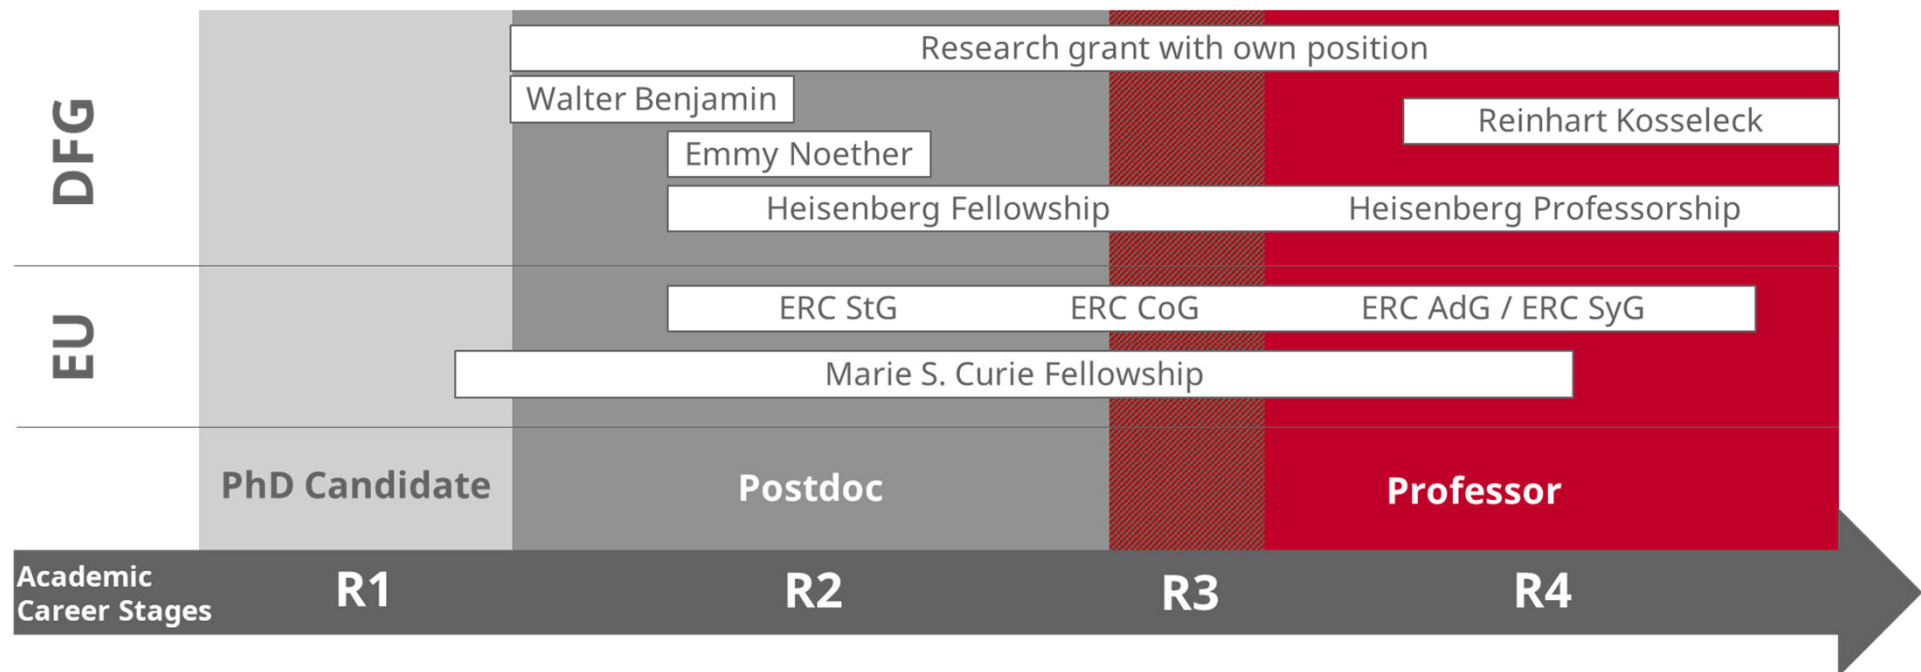 DFG
Research grant with own position
Walter Benjamin
Reinhart Kosseleck
Emmy Noether
Heisenberg Fellowship
Heisenberg Professorship
EU
ERC StG
ERC CoG
ERC AdG / ERC SyG
Marie S. Curie Fellowship
PhD Candidate
Postdoc
Professor
Academic
Career Stages
R1
R2
R3
R4